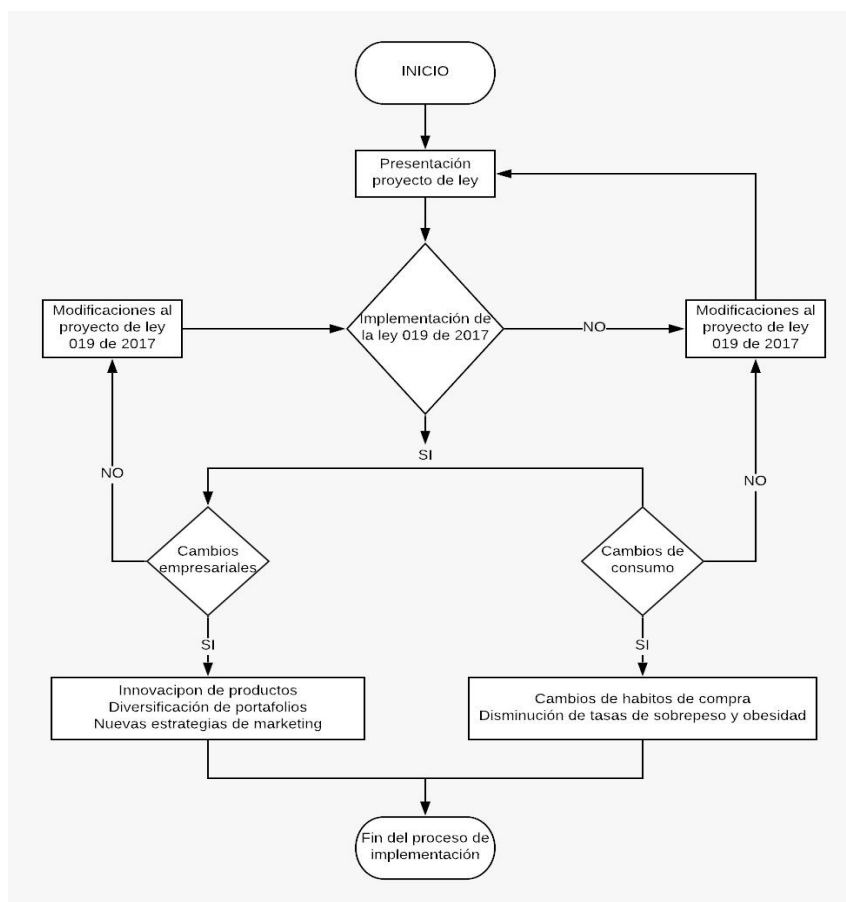 INICIO
Presentación
proyecto de ley
Modificaciones al
proyecto de ley
019 de 2017
Implementación de
la ley 019 de 2017
NO
Modificaciones al
proyecto de ley
019 de 2017
SI
NO
NO
Cambios
empresariales
Cambios de
consumo
SI
SI
Innovacipon de productos
Diversificación de portafolios
Nuevas estrategias de marketing
Cambios de habitos de compra
Disminución de tasas de sobrepeso y obesidad
Fin del proceso de
implementación